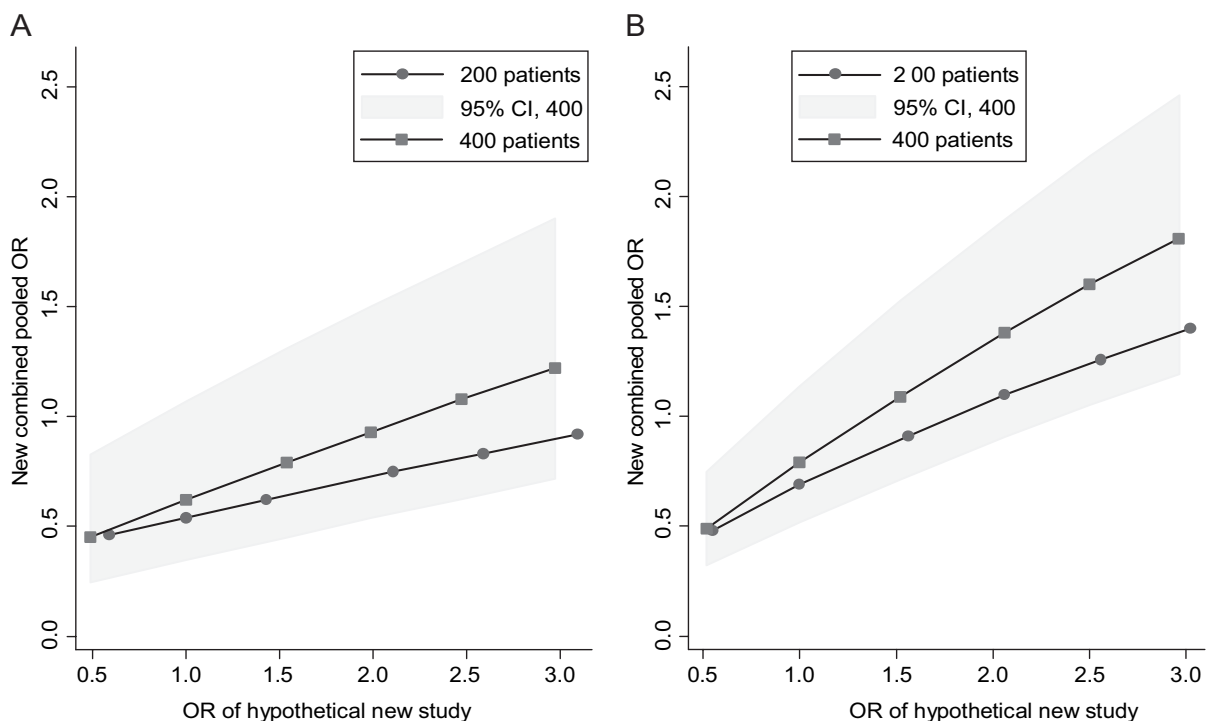 A
200 patients
95% CI, 400
400 patients
New combined pooled OR
2.5
2.0
1.5
1.0
0.5
0.0
0.5 1.0 1.5 2.0 2.5 3.0
OR of hypothetical new study
B
2 00 patients
95% CI, 400
400 patients
New combined pooled OR
2.5
2.0
1.5
1.0
0.5
0.0
0.5 1.0 1.5 2.0 2.5 3.0
OR of hypothetical new study